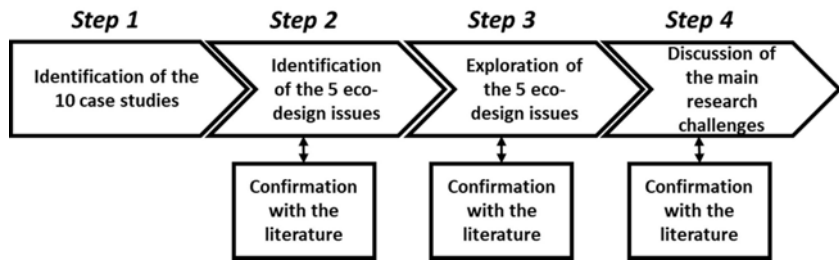 Step 1
Step 2
Step 3
Step 4
Identification of the
10 case studies
Identification
of the 5 eco-
design issues
Exploration of
the 5 eco-
design issues
Discussion of
the main
research
challenges
Confirmation
with the
literature
Confirmation
with the
literature
Confirmation
with the
literature